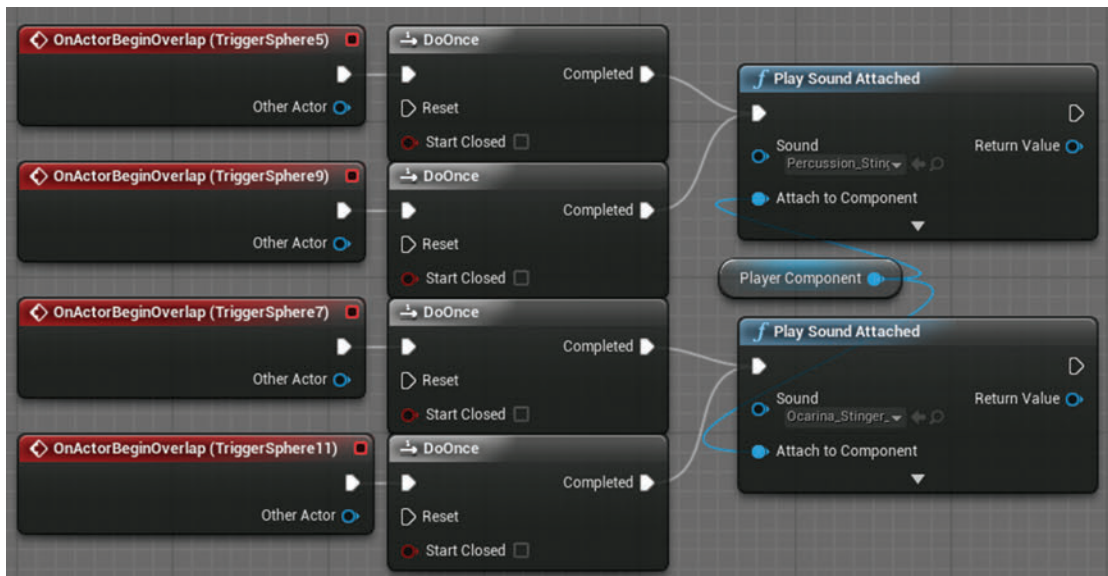 OnActorBeginOverlap (TriggerSphere5)
Other Actor
DoOnce
Completed
Reset
Start Closed
OnActorBeginOverlap (TriggerSphere9)
Other Actor
DoOnce
Completed
Reset
Start Closed
OnActorBeginOverlap (TriggerSphere7)
Other Actor
DoOnce
Completed
Reset
Start Closed
OnActorBeginOverlap (TriggerSphere11)
Other Actor
DoOnce
Completed
Reset
Start Closed
f Play Sound Attached
Sound
Return Value
Percussion_Sting
Attach to Component
Player Component
f Play Sound Attached
Sound
Return Value
Ocarina_Stinger_
Attach to Component